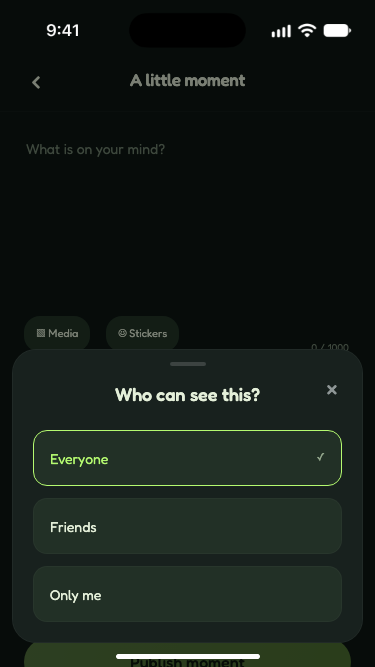 9:41
A little moment
What is on your mind?
Media
Stickers
0 / 1000
Who can see this?
Everyone
Friends
Only me
Publish moment